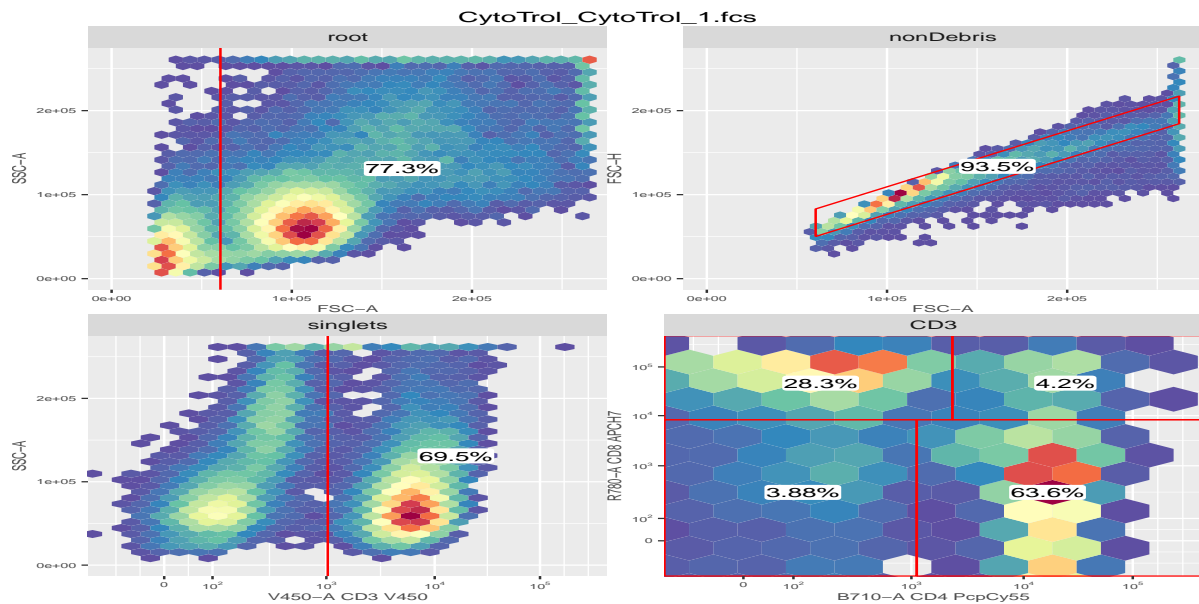 CytoTrol_CytoTrol_1.fcs
root
SSC-A
2e+05
1e+05
0e+00
77.3%
0e+00
1e+05
2e+05
FSC-A
nonDebris
FSC-H
2e+05
1e+05
0e+00
93.5%
0e+00
1e+05
2e+05
FSC-A
singlets
SSC-A
2e+05
1e+05
0e+00
69.5%
0
10²
10⁴
10⁵
V450-A CD3 V450
CD3
R780-A CD8 APCH7
10⁵
10⁴
10³
10²
0
28.3%
4.2%
3.88%
63.6%
0
10²
10³
10⁴
10⁵
B710-A CD4 PcpCy55